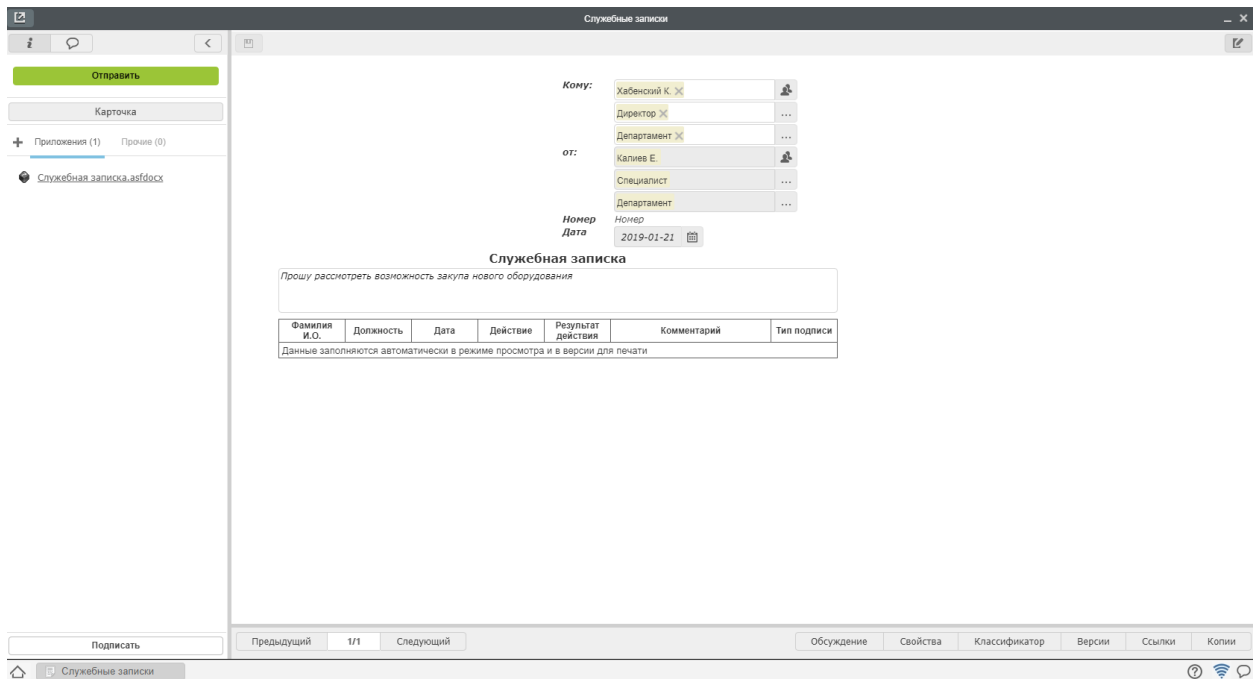 Служебные записки
Отправить
Карточка
Приложения (1) Прочие (0)
Служебная записка.asfdocx
Подписать
Кому: Хабенский К.
Директор
Департамент
от: Калиев Е.
Специалист
Департамент
Номер Номер
Дата 2019-01-21
Служебная записка
Прошу рассмотреть возможность закупа нового оборудования
Фамилия И.О. Должность Дата Действие Результат действия Комментарий Тип подписи
Данные заполняются автоматически в режиме просмотра и в версии для печати
Предыдущий 1/1 Следующий Обсуждение Свойства Классификатор Версии Ссылки Копии
Служебные записки